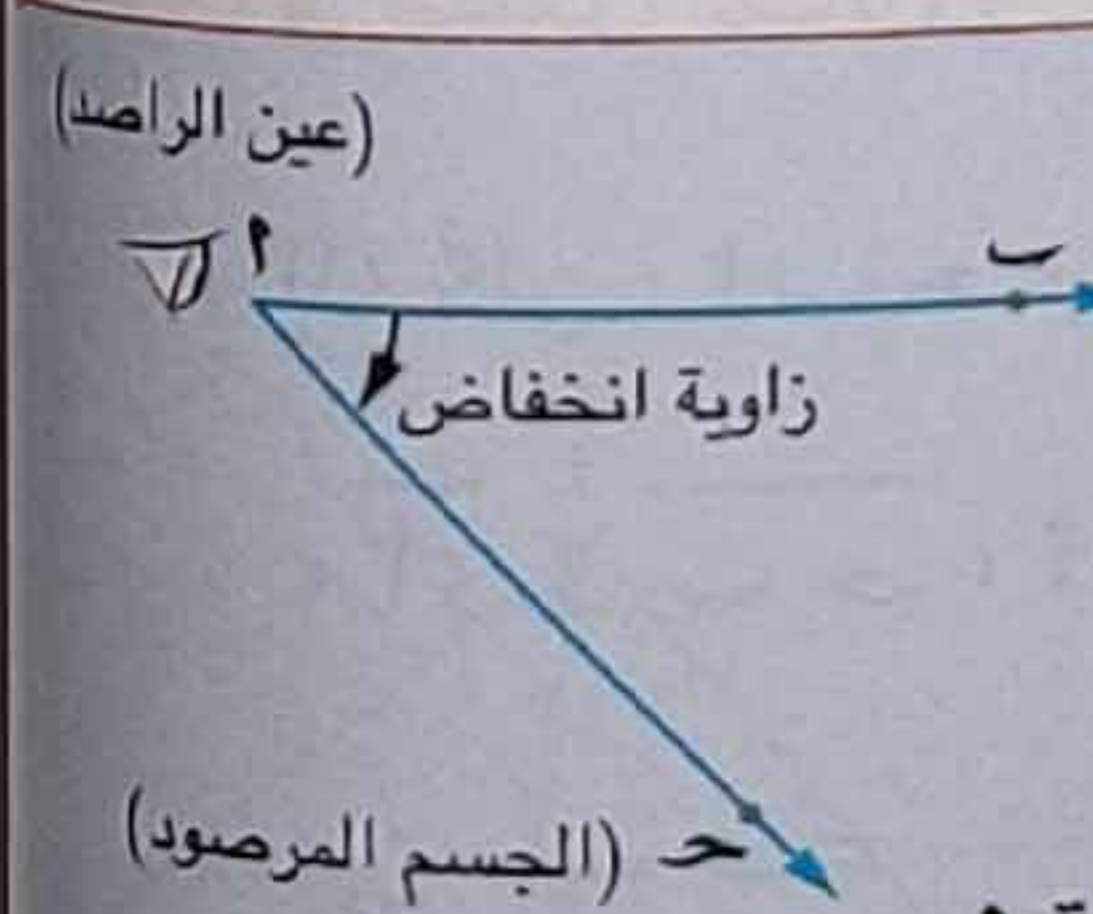 (عين الراصد)
أ
ب
زاوية انخفاض
حـ (الجسم المرصود)